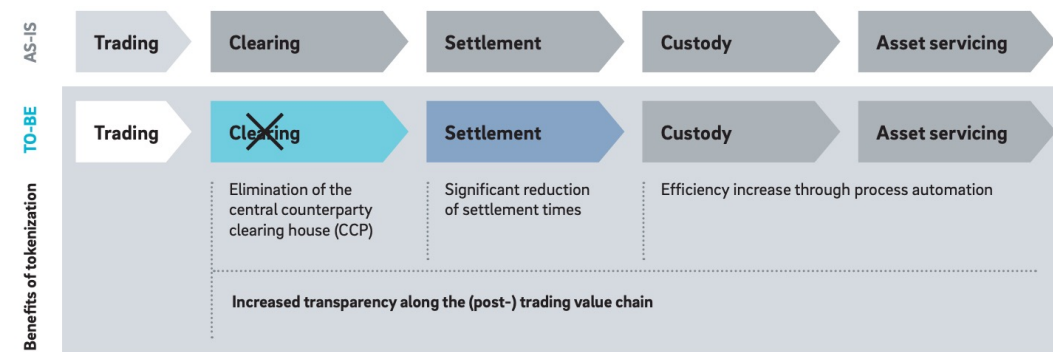 AS-IS
Trading
Clearing
Settlement
Custody
Asset servicing
TO-BE
Trading
Clearing
Settlement
Custody
Asset servicing
Benefits of tokenization
Elimination of the
central counterparty
clearing house (CCP)
Significant reduction
of settlement times
Efficiency increase through process automation
Increased transparency along the (post-) trading value chain